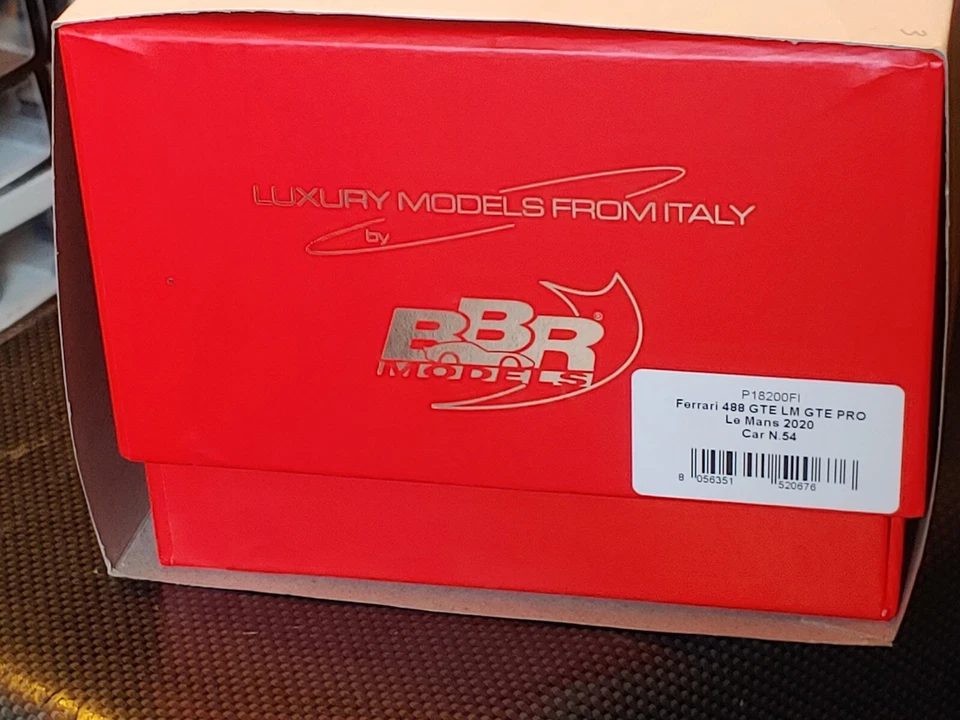 3
LUXURY MODELS FROM ITALY
by
BBR®
MODELS
P18200FI
Ferrari 488 GTE LM GTE PRO
Le Mans 2020
Car N.54
8 056351 520676